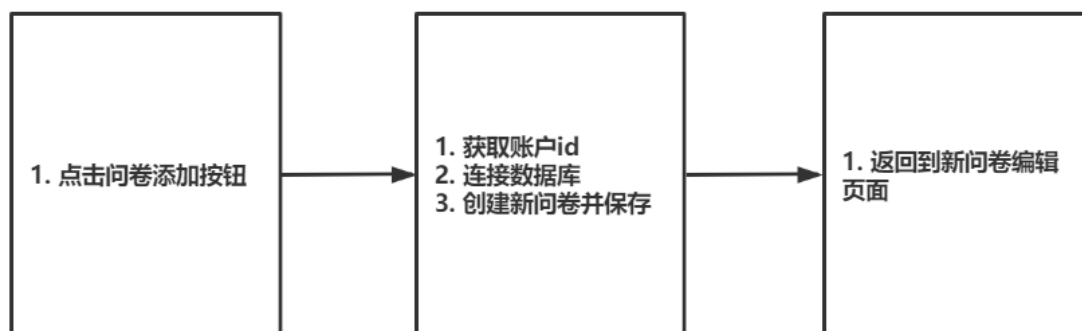 1. 点击问卷添加按钮
1. 获取账户id
2. 连接数据库
3. 创建新问卷并保存
1. 返回到新问卷编辑
页面